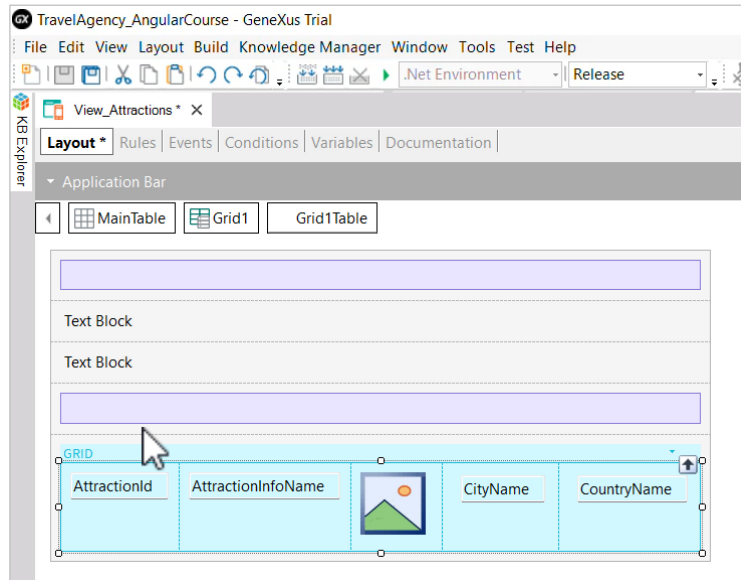 GX TravelAgency_AngularCourse - GeneXus Trial
File Edit View Layout Build Knowledge Manager Window Tools Test Help
.Net Environment Release
View_Attractions * X
KB Explorer
Layout * Rules Events Conditions Variables Documentation
Application Bar
MainTable Grid1 Grid1Table
Text Block
Text Block
GRID
AttractionId AttractionInfoName CityName CountryName